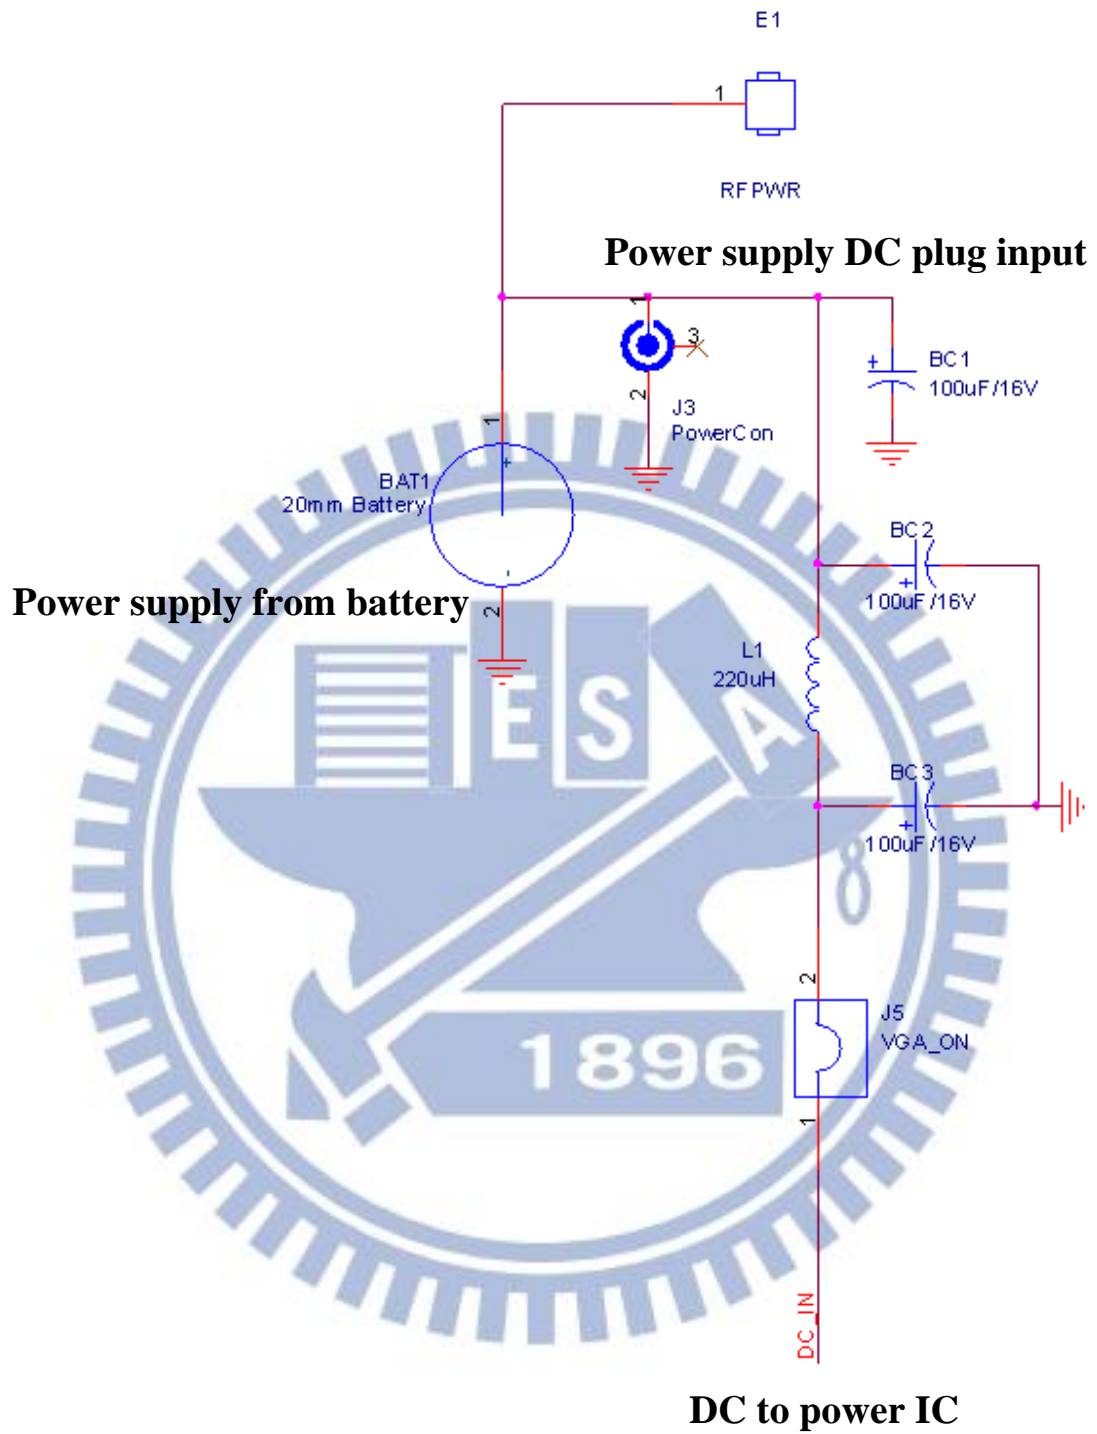 E1
1
RFPWR
Power supply DC plug input
1
3
2
J3
PowerCon
+
BC1
100uF/16V
1
+
BAT1
20mm Battery
-
2
Power supply from battery
BC2
+
100uF/16V
L1
220uH
BC3
+
100uF/16V
ESA
8
2
J5
VGA_ON
1
1896
DC_IN
DC to power IC